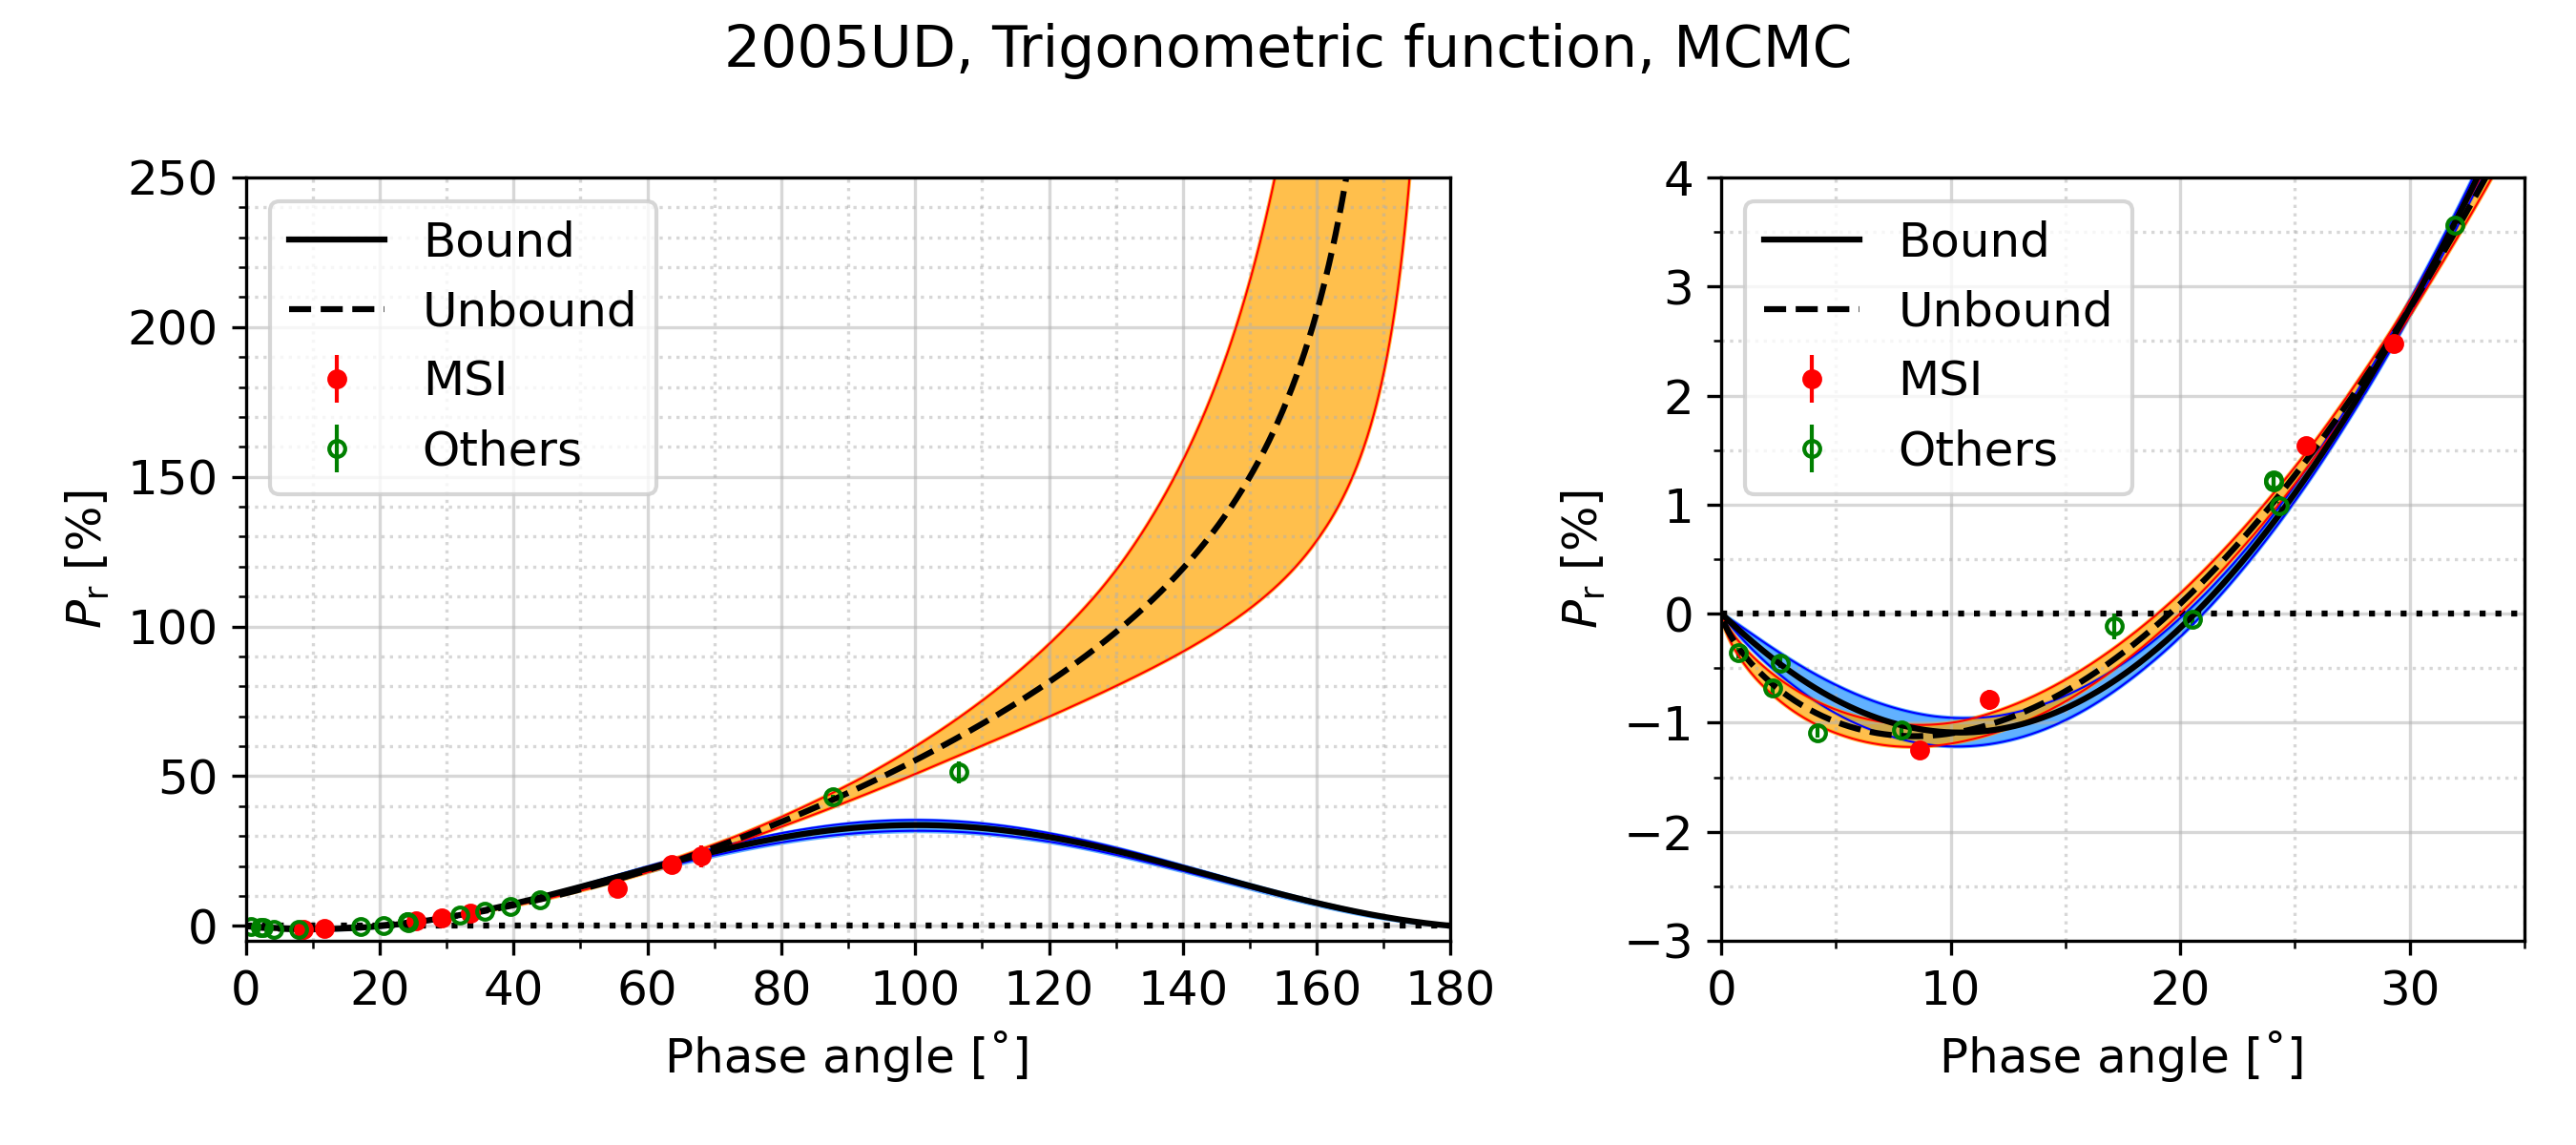 2005UD, Trigonometric function, MCMC
250
200
150
100
50
0
P_r [%]
Bound
Unbound
MSI
Others
0 20 40 60 80 100 120 140 160 180
Phase angle [˚]
4
3
2
1
0
−1
−2
−3
P_r [%]
Bound
Unbound
MSI
Others
0 10 20 30
Phase angle [˚]